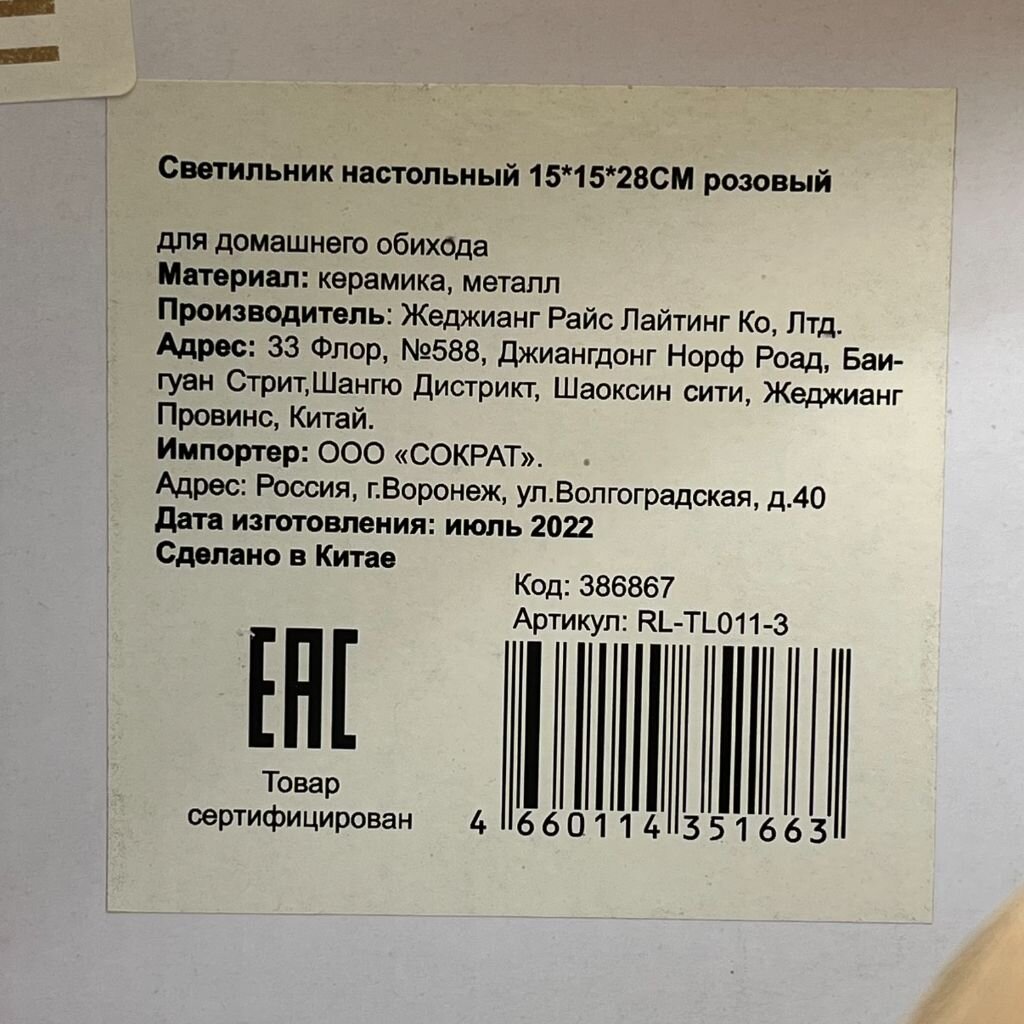 Светильник настольный 15*15*28СМ розовый
для домашнего обихода
Материал: керамика, металл
Производитель: Жеджианг Райс Лайтинг Ко, Лтд.
Адрес: 33 Флор, №588, Джиангдонг Норф Роад, Баи-
гуан Стрит,Шангю Дистрикт, Шаоксин сити, Жеджианг
Провинс, Китай.
Импортер: ООО «СОКРАТ».
Адрес: Россия, г.Воронеж, ул.Волгоградская, д.40
Дата изготовления: июль 2022
Сделано в Китае
Код: 386867
Артикул: RL-TL011-3
EAC
Товар
сертифицирован
4 660114 351663